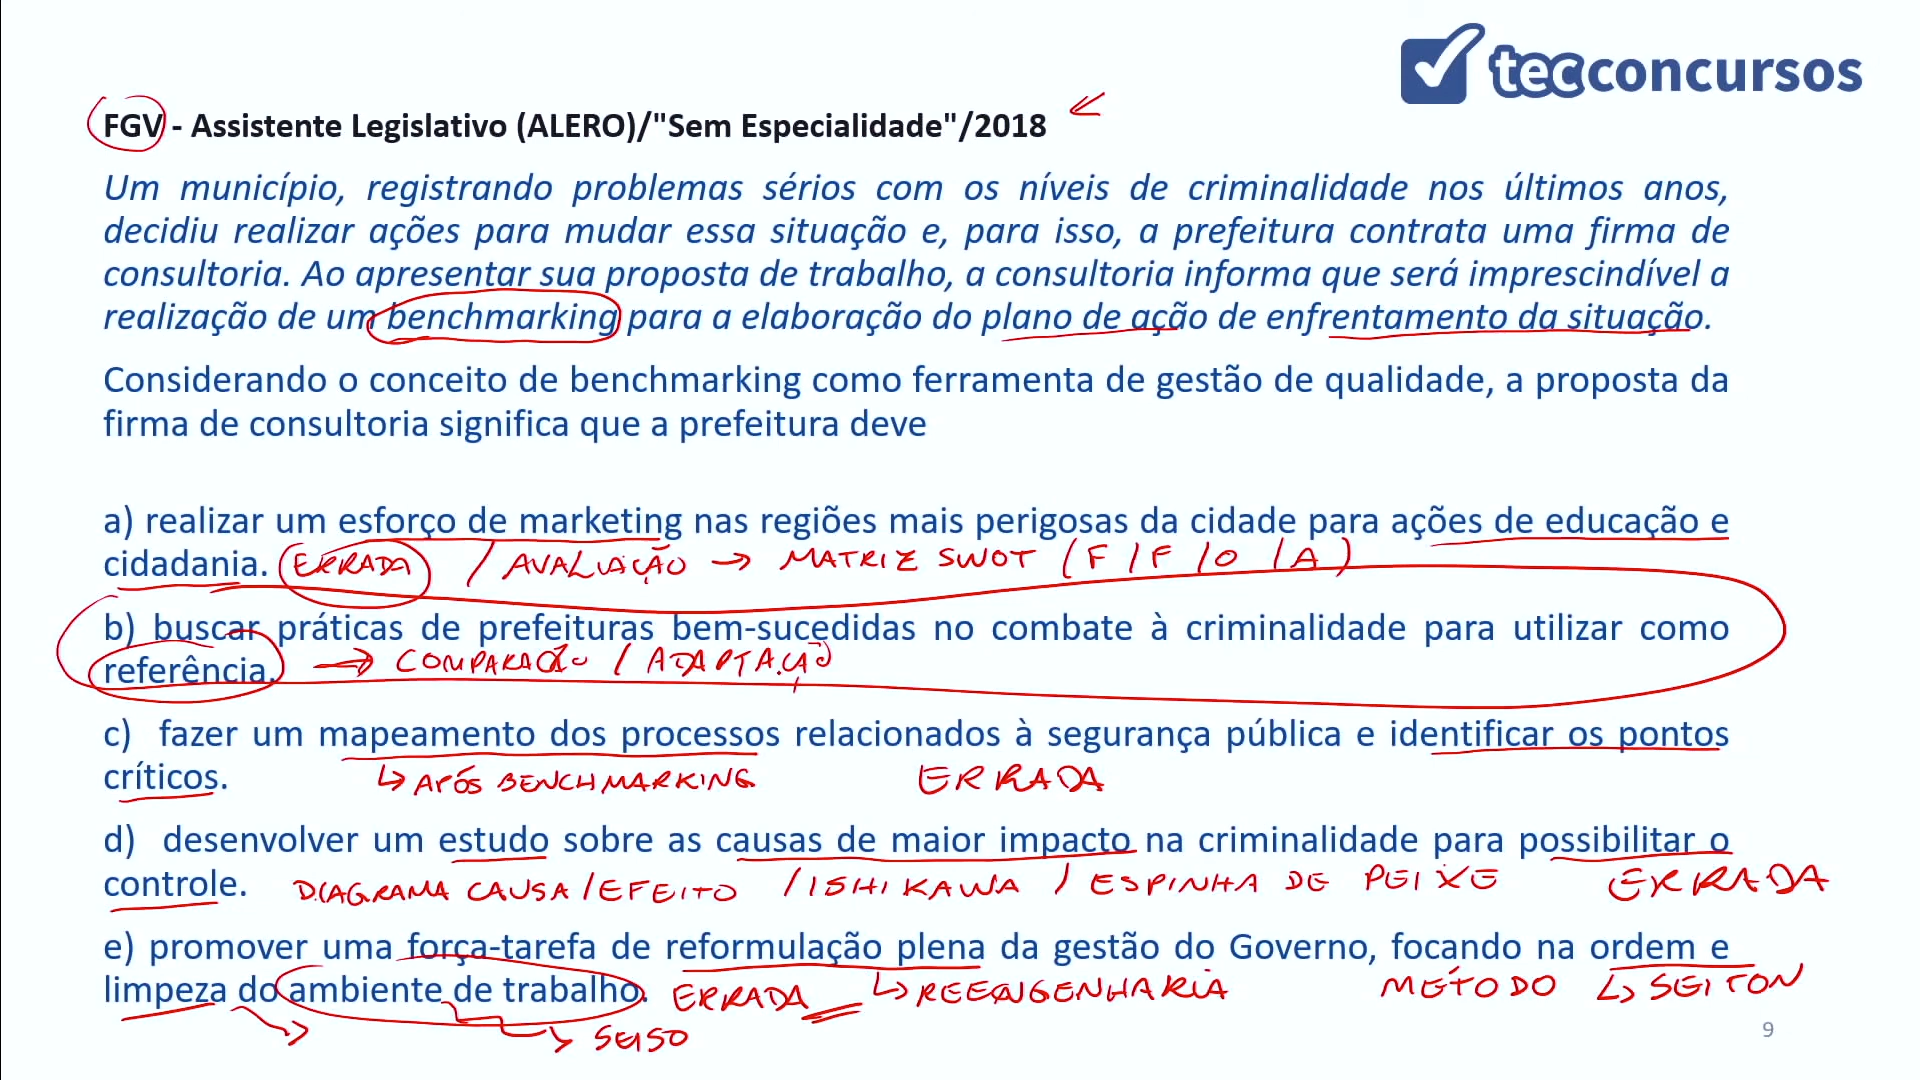 tecconcursos
FGV - Assistente Legislativo (ALERO)/"Sem Especialidade"/2018
Um município, registrando problemas sérios com os níveis de criminalidade nos últimos anos,
decidiu realizar ações para mudar essa situação e, para isso, a prefeitura contrata uma firma de
consultoria. Ao apresentar sua proposta de trabalho, a consultoria informa que será imprescindível a
realização de um benchmarking para a elaboração do plano de ação de enfrentamento da situação.
Considerando o conceito de benchmarking como ferramenta de gestão de qualidade, a proposta da
firma de consultoria significa que a prefeitura deve
a) realizar um esforço de marketing nas regiões mais perigosas da cidade para ações de educação e
cidadania. ERRADA / AVALIAÇÃO → MATRIZ SWOT (F / F / O / A)
b) buscar práticas de prefeituras bem-sucedidas no combate à criminalidade para utilizar como
referência. → COMPARAÇÃO / ADAPTAÇÃO
c) fazer um mapeamento dos processos relacionados à segurança pública e identificar os pontos
críticos. ↳ APÓS BENCHMARKING ERRADA
d) desenvolver um estudo sobre as causas de maior impacto na criminalidade para possibilitar o
controle. DIAGRAMA CAUSA/EFEITO / ISHIKAWA / ESPINHA DE PEIXE ERRADA
e) promover uma força-tarefa de reformulação plena da gestão do Governo, focando na ordem e
limpeza do ambiente de trabalho. ERRADA ↳ REENGENHARIA MÉTODO ↳ SEITON
→ SEISO
9